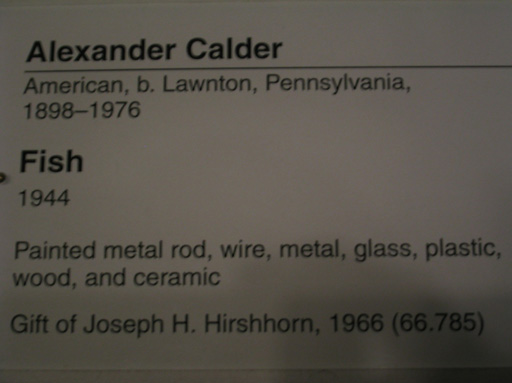 Alexander Calder
American, b. Lawnton, Pennsylvania,
1898–1976
Fish
1944
Painted metal rod, wire, metal, glass, plastic,
wood, and ceramic
Gift of Joseph H. Hirshhorn, 1966 (66.785)